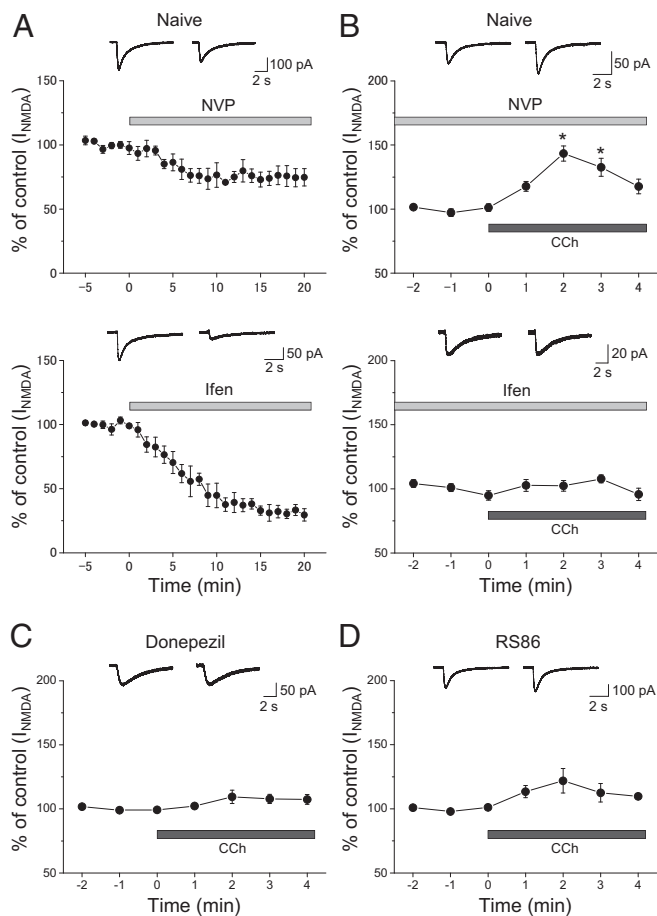 A
Naive
100 pA
2 s
NVP
% of control (I_NMDA)
150
100
50
0
-5 0 5 10 15 20
50 pA
2 s
Ifen
% of control (I_NMDA)
150
100
50
0
-5 0 5 10 15 20
Time (min)
B
Naive
50 pA
2 s
NVP
% of control (I_NMDA)
200
150
100
50
* *
CCh
-2 -1 0 1 2 3 4
20 pA
2 s
Ifen
% of control (I_NMDA)
200
150
100
50
CCh
-2 -1 0 1 2 3 4
Time (min)
C
Donepezil
50 pA
2 s
% of control (I_NMDA)
200
150
100
50
CCh
-2 -1 0 1 2 3 4
Time (min)
D
RS86
100 pA
2 s
% of control (I_NMDA)
200
150
100
50
CCh
-2 -1 0 1 2 3 4
Time (min)